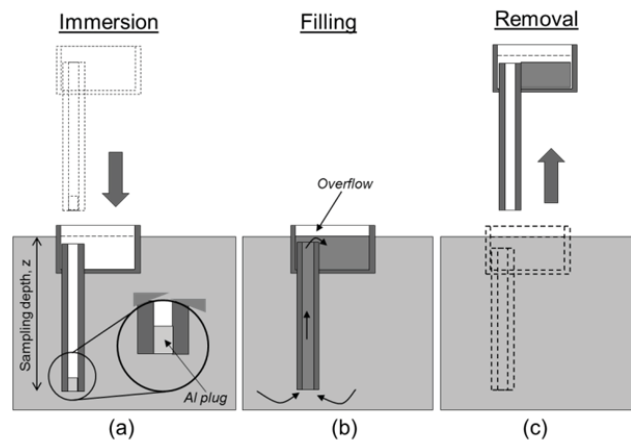 Immersion
Filling
Removal
Overflow
Sampling depth, z
Al plug
(a)
(b)
(c)